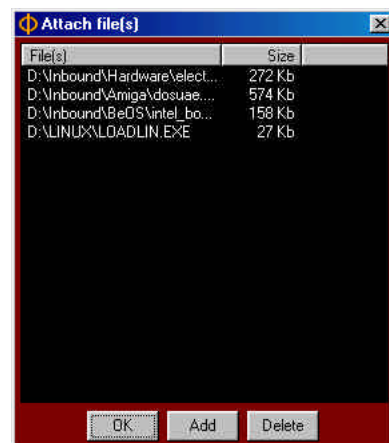 Attach file(s)
File(s) Size
D:\Inbound\Hardware\elect... 272 Kb
D:\Inbound\Amiga\dosuae.... 574 Kb
D:\Inbound\BeOS\intel_bo... 158 Kb
D:\LINUX\LOADLIN.EXE 27 Kb
OK Add Delete